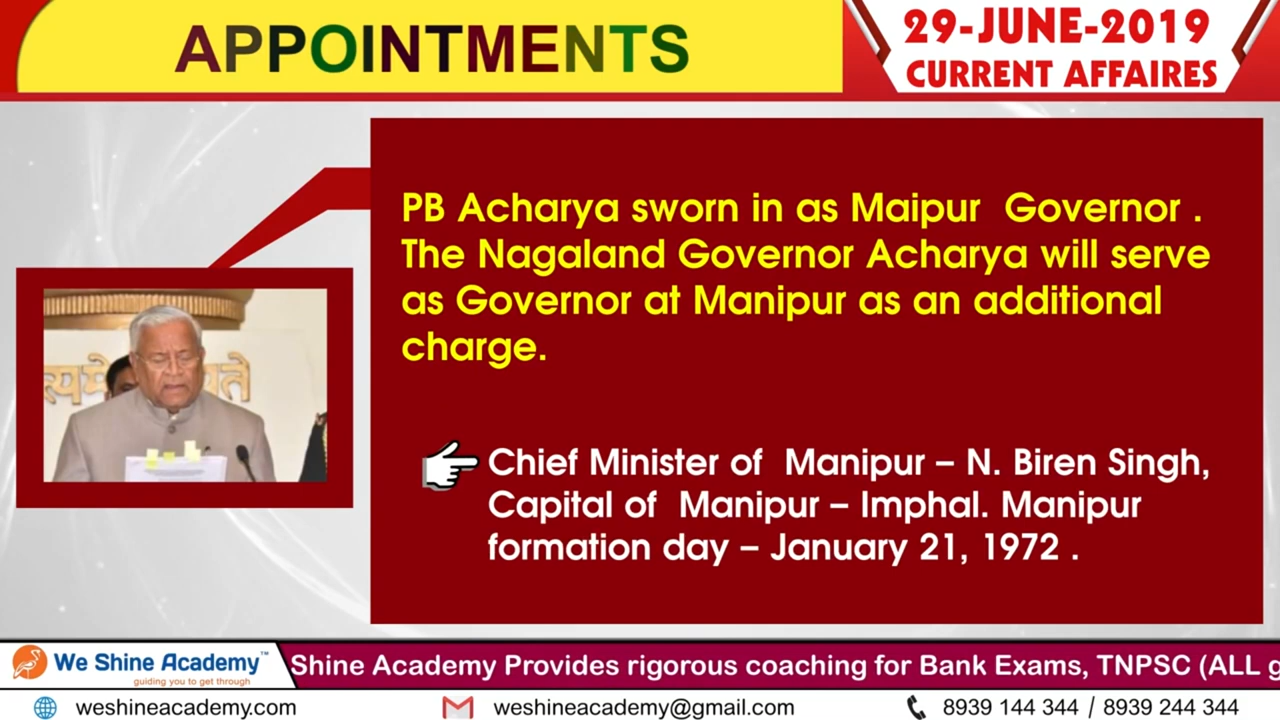 APPOINTMENTS
29-JUNE-2019
CURRENT AFFAIRES
PB Acharya sworn in as Maipur Governor .
The Nagaland Governor Acharya will serve
as Governor at Manipur as an additional
charge.
Chief Minister of Manipur – N. Biren Singh,
Capital of Manipur – Imphal. Manipur
formation day – January 21, 1972 .
We Shine Academy™
guiding you to get through
Shine Academy Provides rigorous coaching for Bank Exams, TNPSC (ALL g
weshineacademy.com
weshineacademy@gmail.com
8939 144 344 / 8939 244 344